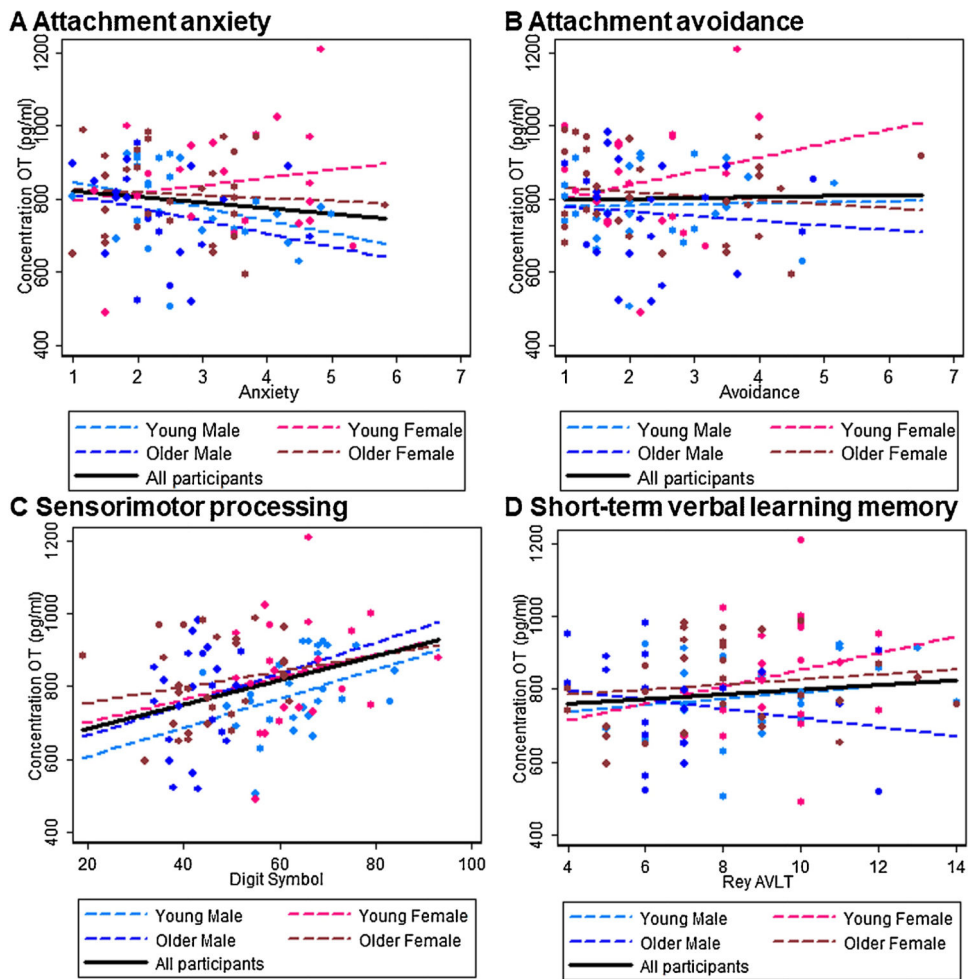 A Attachment anxiety
Concentration OT (pg/ml)
1200
1000
800
600
400
1 2 3 4 5 6 7
Anxiety
Young Male
Young Female
Older Male
Older Female
All participants
B Attachment avoidance
Concentration OT (pg/ml)
1200
1000
800
600
400
1 2 3 4 5 6 7
Avoidance
Young Male
Young Female
Older Male
Older Female
All participants
C Sensorimotor processing
Concentration OT (pg/ml)
1200
1000
800
600
400
20 40 60 80 100
Digit Symbol
Young Male
Young Female
Older Male
Older Female
All participants
D Short-term verbal learning memory
Concentration OT (pg/ml)
1200
1000
800
600
400
4 6 8 10 12 14
Rey AVLT
Young Male
Young Female
Older Male
Older Female
All participants